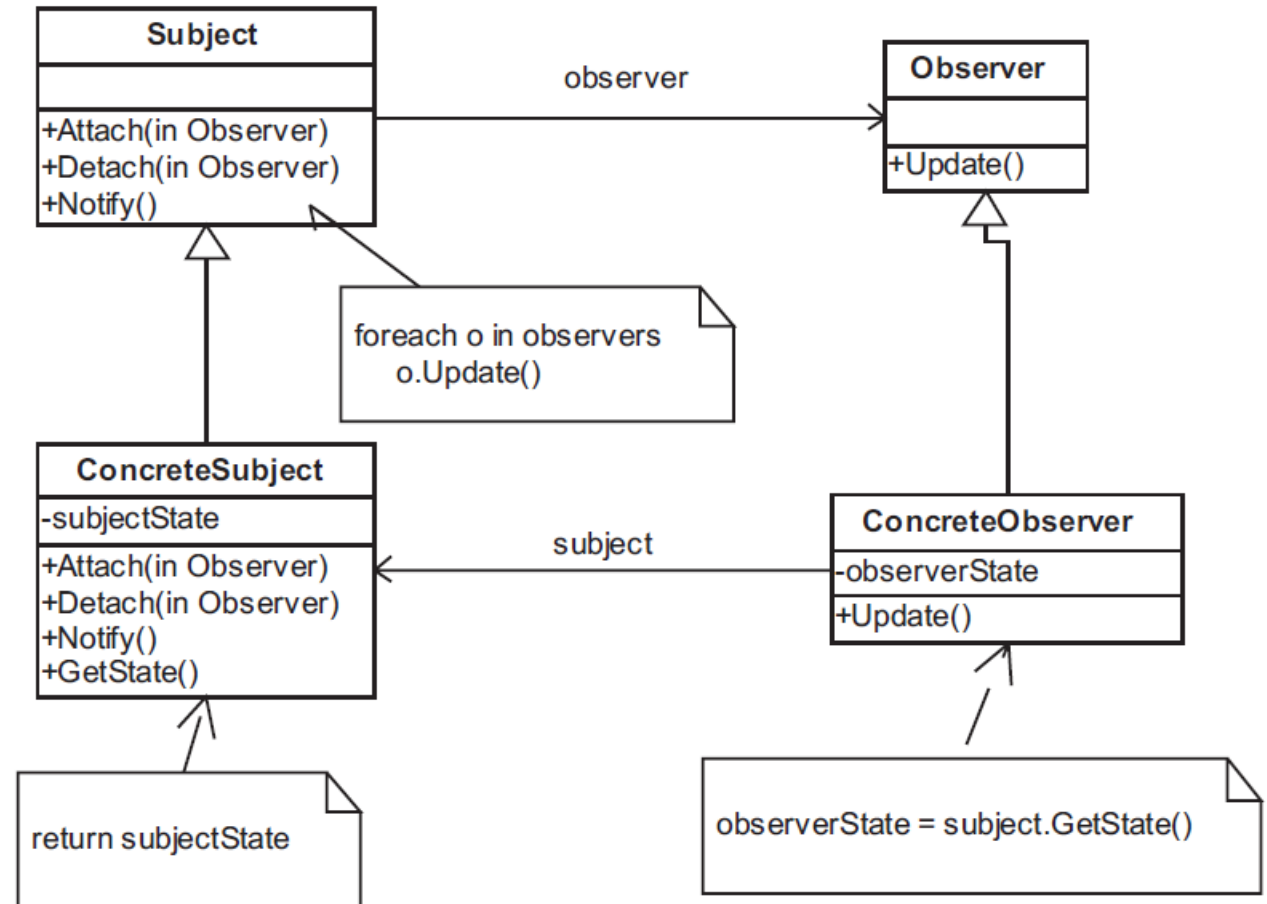 Subject
+Attach(in Observer)
+Detach(in Observer)
+Notify()
observer
Observer
+Update()
foreach o in observers
o.Update()
ConcreteSubject
-subjectState
+Attach(in Observer)
+Detach(in Observer)
+Notify()
+GetState()
subject
ConcreteObserver
-observerState
+Update()
return subjectState
observerState = subject.GetState()